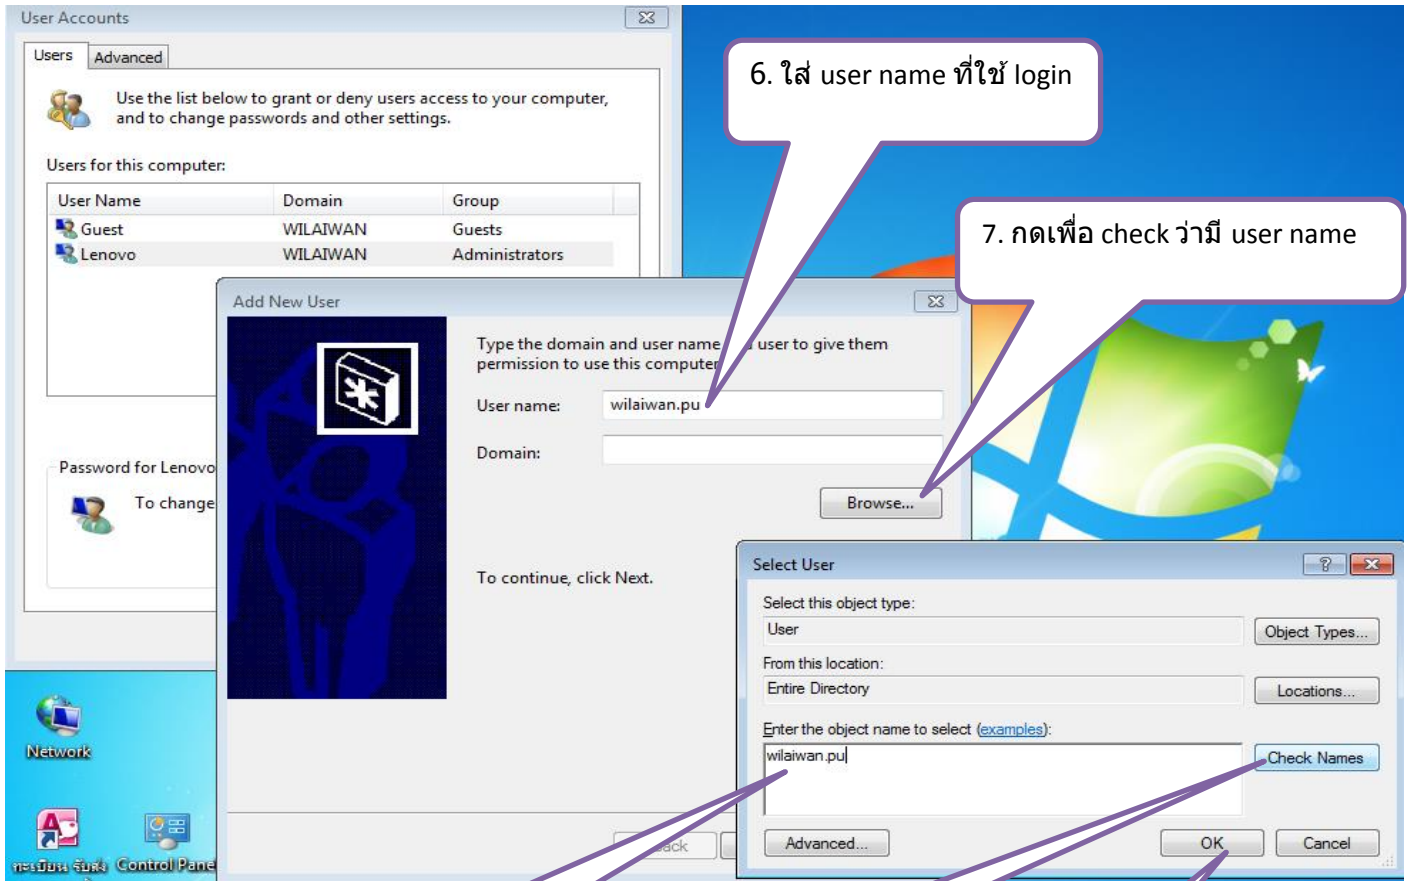 User Accounts
Users
Advanced
Use the list below to grant or deny users access to your computer,
and to change passwords and other settings.
Users for this computer:
User Name Domain Group
Guest WILAIWAN Guests
Lenovo WILAIWAN Administrators
6. ใส่ user name ที่ใช้ login
7. กดเพื่อ check ว่ามี user name
Add New User
Type the domain and user name user to give them
permission to use this computer
User name: wilaiwan.pu
Domain:
Browse...
To continue, click Next.
Password for Lenovo
To change
Select User
Select this object type:
User
Object Types...
From this location:
Entire Directory
Locations...
Enter the object name to select (examples):
wilaiwan.pu
Check Names
Advanced...
OK
Cancel
Network
Control Pane